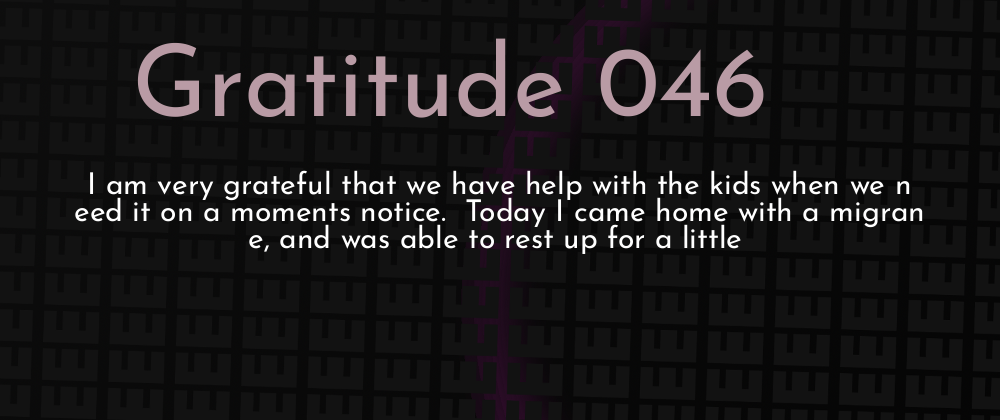 Gratitude 046
I am very grateful that we have help with the kids when we n
eed it on a moments notice.  Today I came home with a migran
e, and was able to rest up for a little